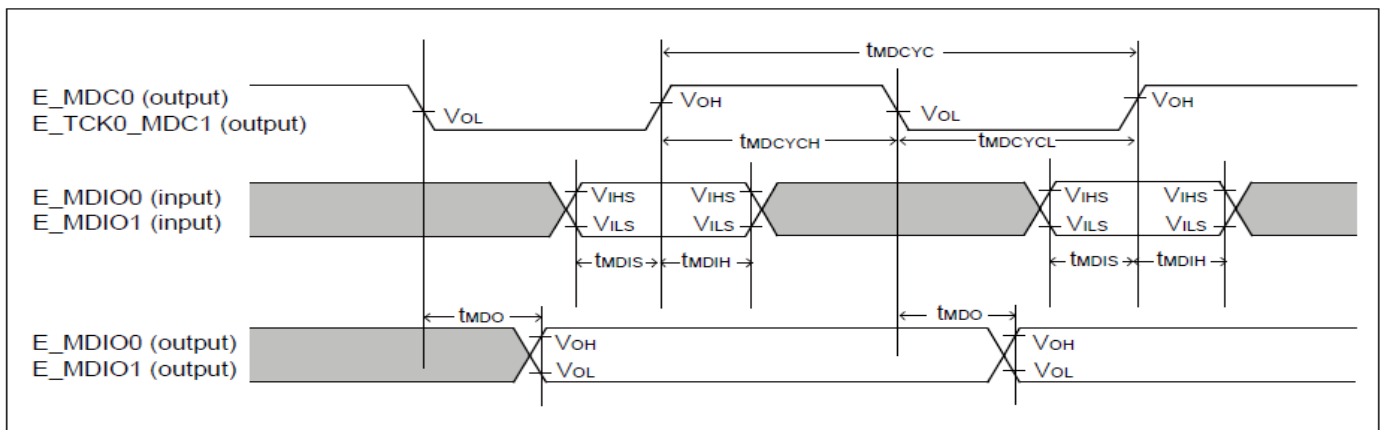 tMDCYC
E_MDC0 (output)
E_TCK0_MDC1 (output)
VOL
VOH
VOL
VOH
tMDCYCH
tMDCYCL
E_MDIO0 (input)
E_MDIO1 (input)
VIHS
VIHS
VIHS
VIHS
VILS
VILS
VILS
VILS
tMDIS
tMDIH
tMDIS
tMDIH
tMDO
tMDO
E_MDIO0 (output)
E_MDIO1 (output)
VOH
VOH
VOL
VOL